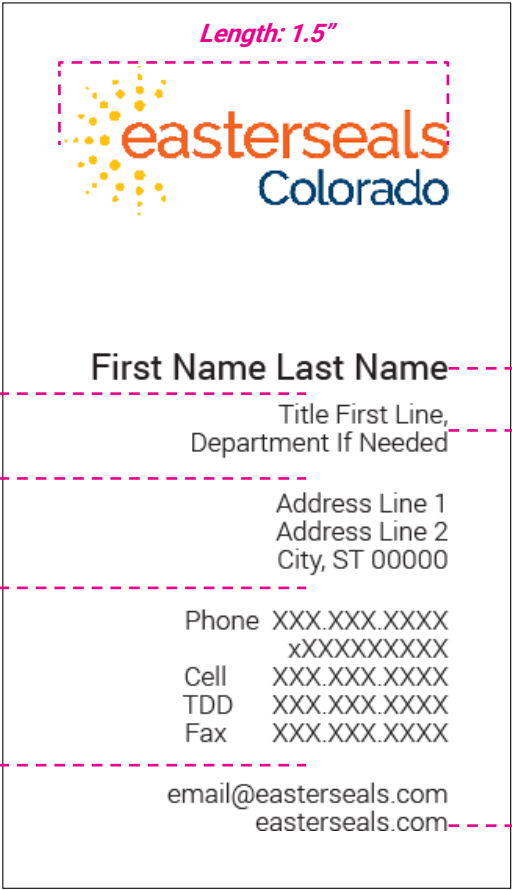 Length: 1.5”
easterseals
Colorado
First Name Last Name
Title First Line,
Department If Needed
Address Line 1
Address Line 2
City, ST 00000
Phone XXX.XXX.XXXX
xXXXXXXXXX
Cell XXX.XXX.XXXX
TDD XXX.XXX.XXXX
Fax XXX.XXX.XXXX
email@easterseals.com
easterseals.com